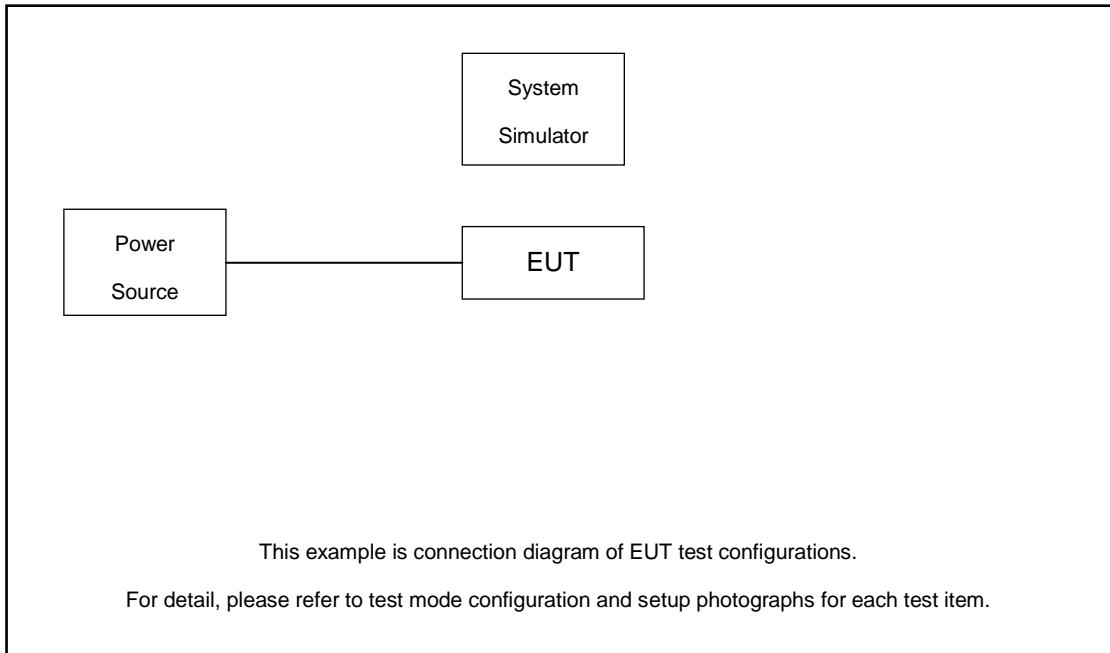 System
Simulator
Power
Source
EUT
This example is connection diagram of EUT test configurations.
For detail, please refer to test mode configuration and setup photographs for each test item.